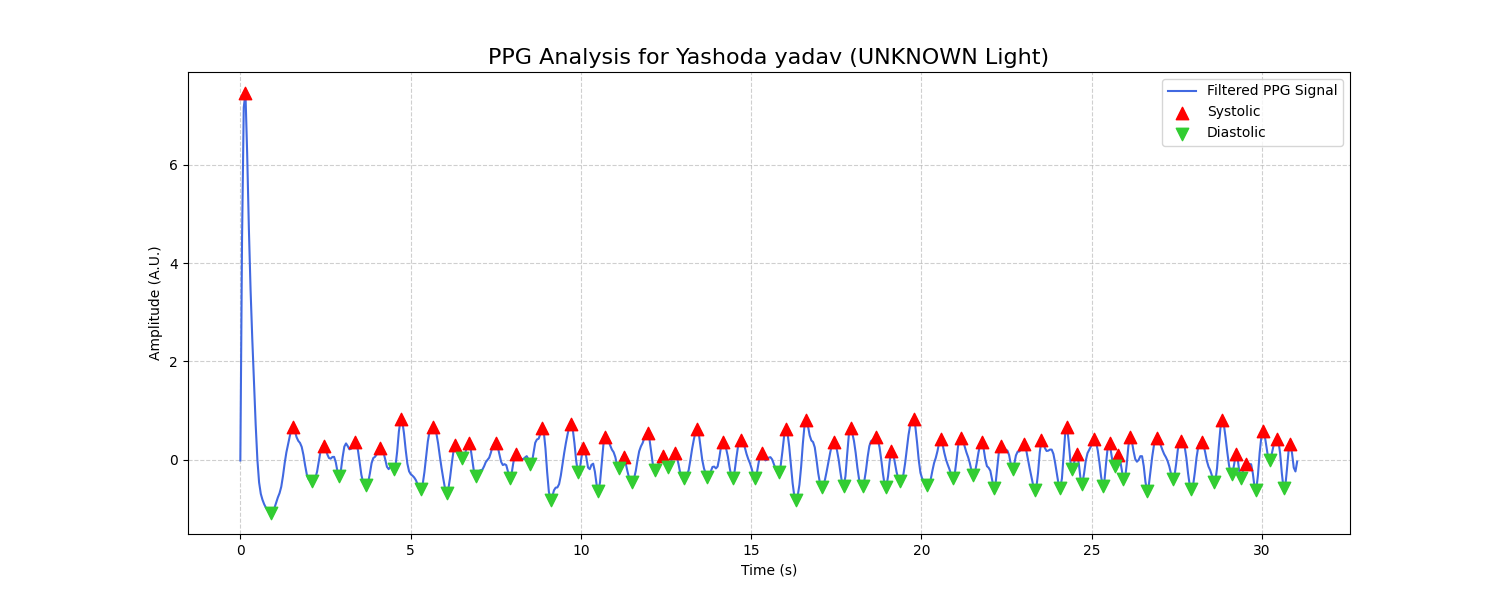 PPG Analysis for Yashoda yadav (UNKNOWN Light)
Filtered PPG Signal
Systolic
Diastolic
Amplitude (A.U.)
6
4
2
0
0
5
10
15
20
25
30
Time (s)